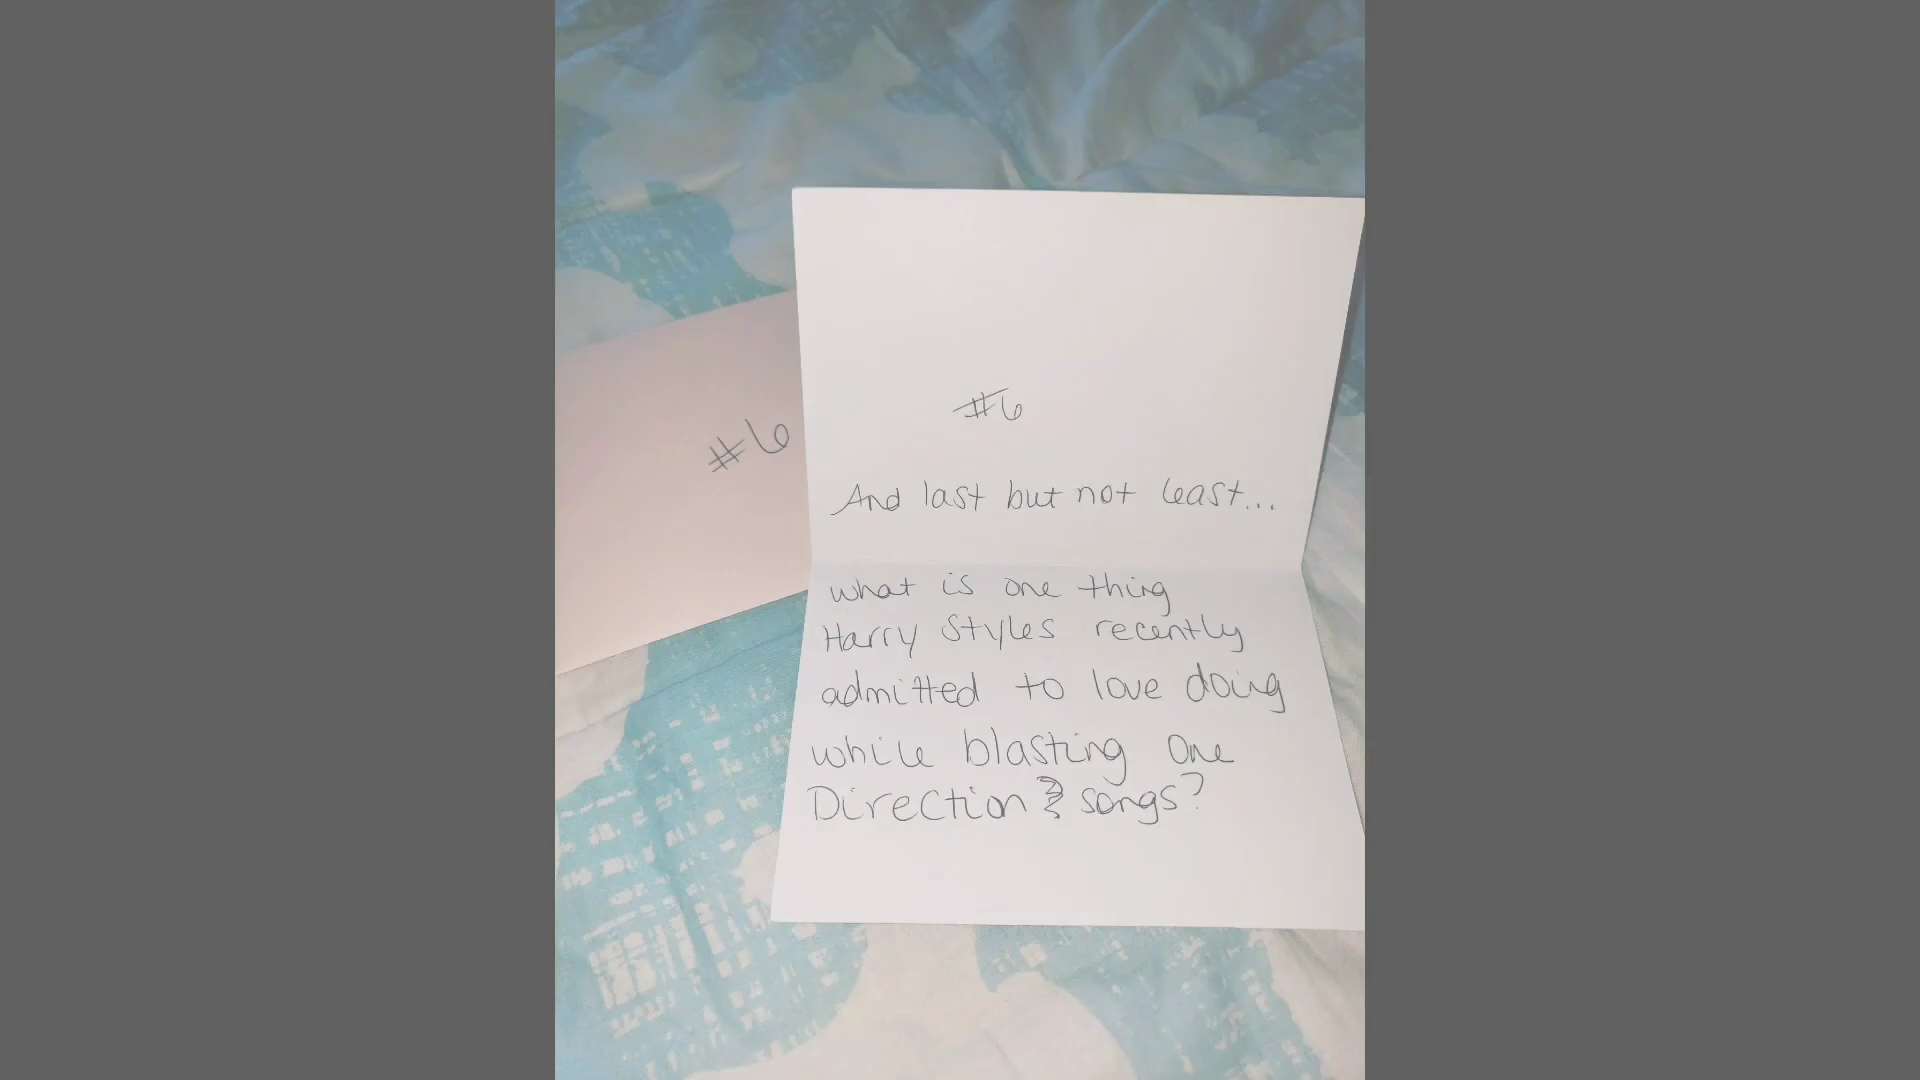 #6
#6
And last but not least...
what is one thing
Harry Styles recently
admitted to love doing
while blasting One
Direction songs?